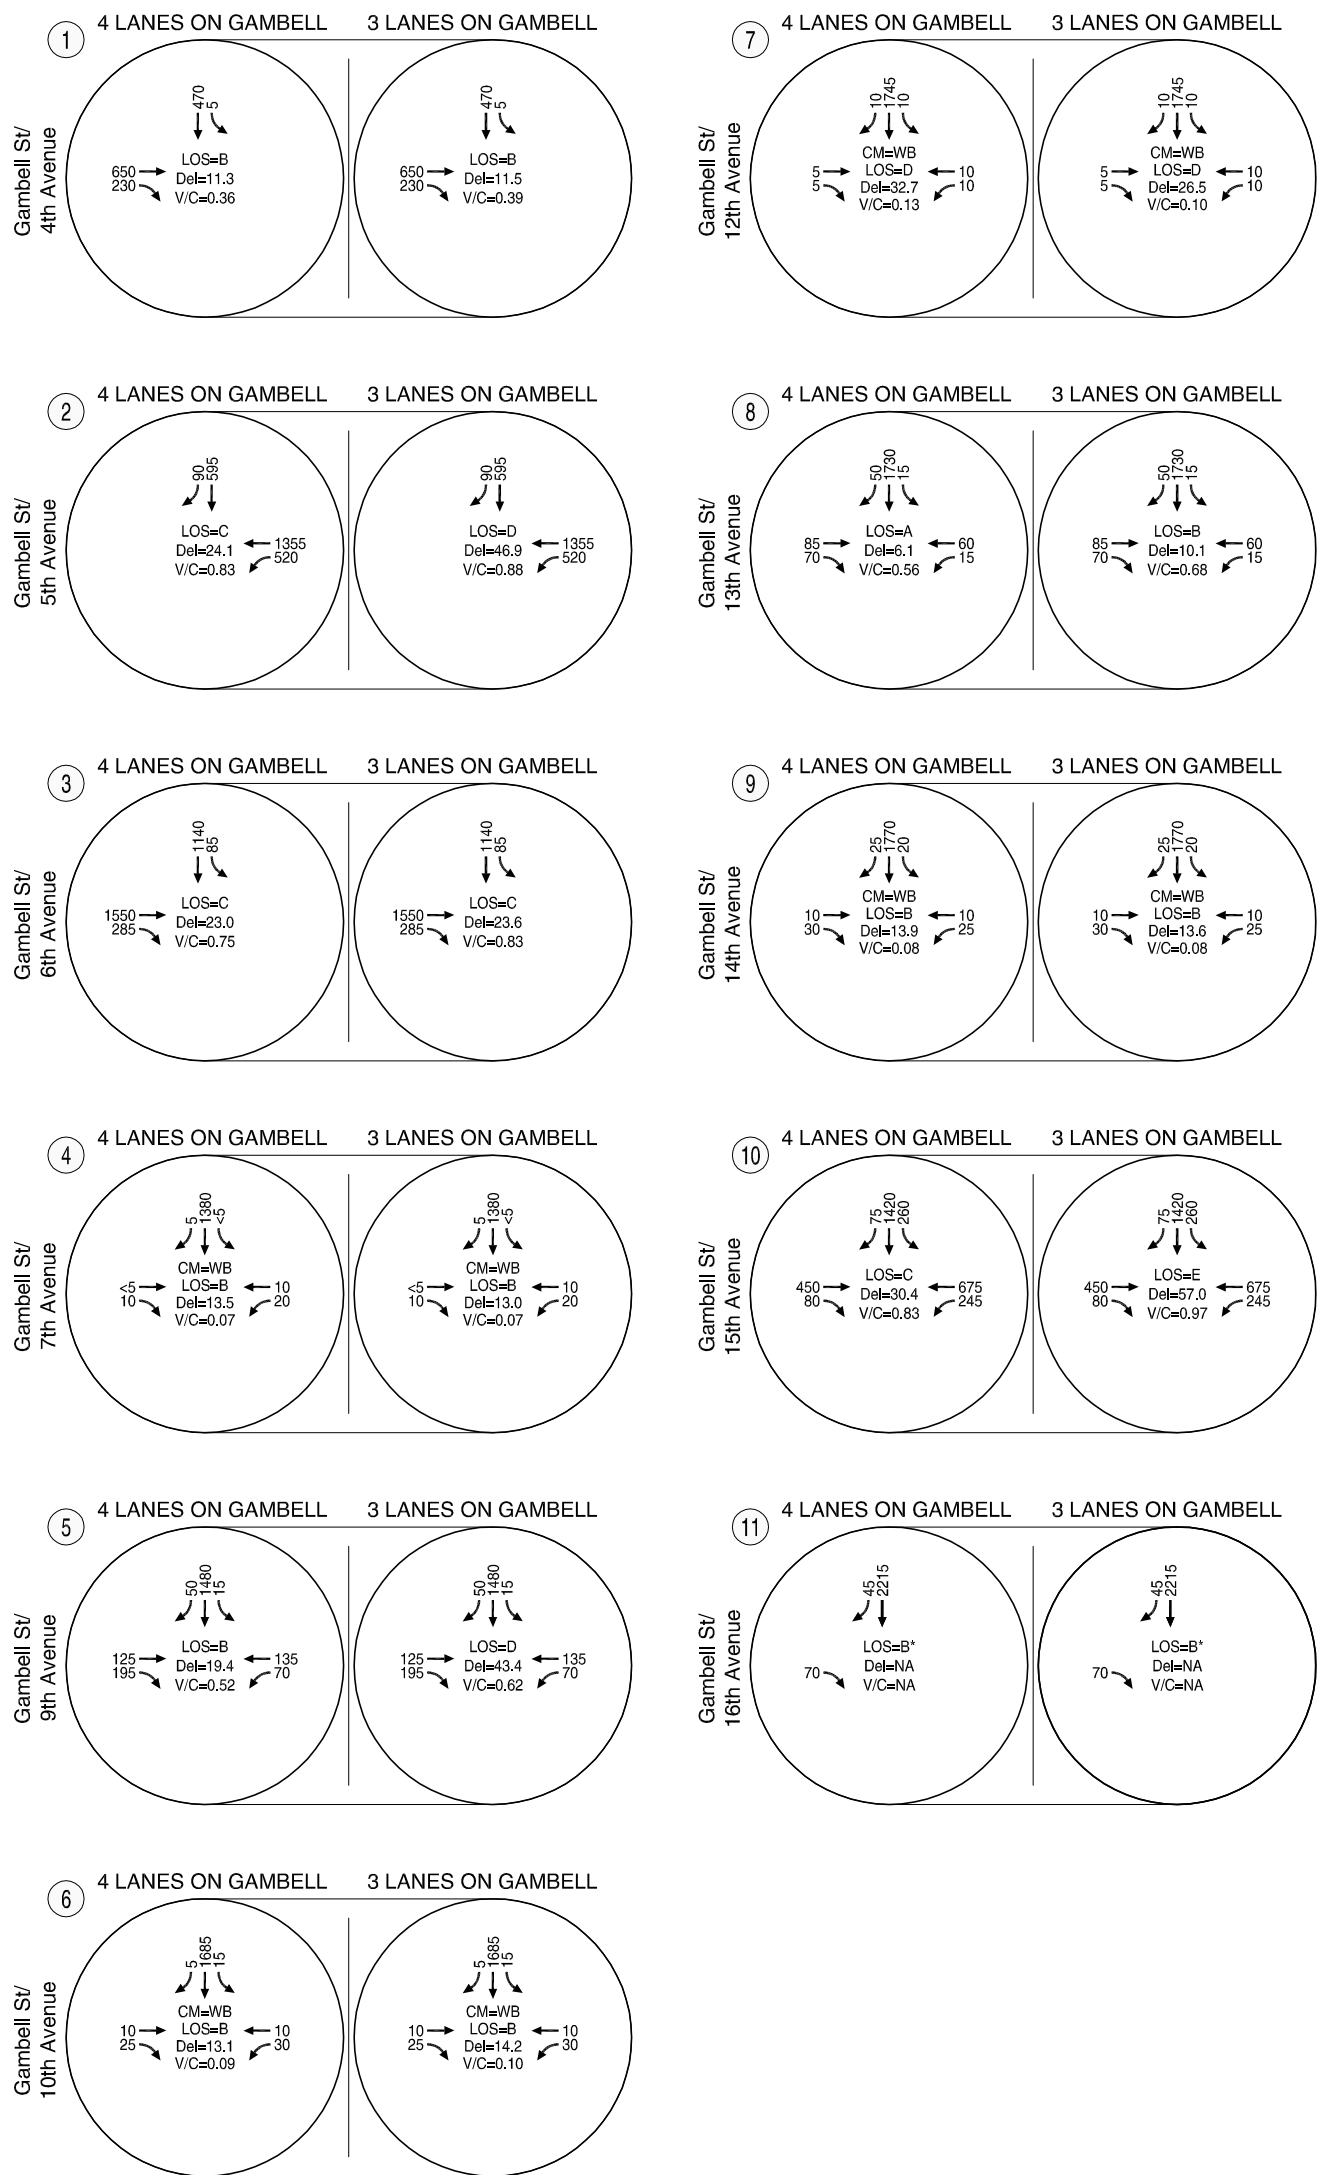 1
4 LANES ON GAMBELL
3 LANES ON GAMBELL
Gambell St/
4th Avenue
470
5
650
230
LOS=B
Del=11.3
V/C=0.36
470
5
650
230
LOS=B
Del=11.5
V/C=0.39
2
4 LANES ON GAMBELL
3 LANES ON GAMBELL
Gambell St/
5th Avenue
90
595
LOS=C
Del=24.1
V/C=0.83
1355
520
90
595
LOS=D
Del=46.9
V/C=0.88
1355
520
3
4 LANES ON GAMBELL
3 LANES ON GAMBELL
Gambell St/
6th Avenue
1140
85
1550
285
LOS=C
Del=23.0
V/C=0.75
1140
85
1550
285
LOS=C
Del=23.6
V/C=0.83
4
4 LANES ON GAMBELL
3 LANES ON GAMBELL
Gambell St/
7th Avenue
5
1380
<5
<5
10
CM=WB
LOS=B
Del=13.5
V/C=0.07
10
20
5
1380
<5
<5
10
CM=WB
LOS=B
Del=13.0
V/C=0.07
10
20
5
4 LANES ON GAMBELL
3 LANES ON GAMBELL
Gambell St/
9th Avenue
50
1480
15
125
195
LOS=B
Del=19.4
V/C=0.52
135
70
50
1480
15
125
195
LOS=D
Del=43.4
V/C=0.62
135
70
6
4 LANES ON GAMBELL
3 LANES ON GAMBELL
Gambell St/
10th Avenue
5
1685
15
10
25
CM=WB
LOS=B
Del=13.1
V/C=0.09
10
30
5
1685
15
10
25
CM=WB
LOS=B
Del=14.2
V/C=0.10
10
30
7
4 LANES ON GAMBELL
3 LANES ON GAMBELL
Gambell St/
12th Avenue
10
1745
10
5
5
CM=WB
LOS=D
Del=32.7
V/C=0.13
10
10
10
1745
10
5
5
CM=WB
LOS=D
Del=26.5
V/C=0.10
10
10
8
4 LANES ON GAMBELL
3 LANES ON GAMBELL
Gambell St/
13th Avenue
50
1730
15
85
70
LOS=A
Del=6.1
V/C=0.56
60
15
50
1730
15
85
70
LOS=B
Del=10.1
V/C=0.68
60
15
9
4 LANES ON GAMBELL
3 LANES ON GAMBELL
Gambell St/
14th Avenue
25
1770
20
10
30
CM=WB
LOS=B
Del=13.9
V/C=0.08
10
25
25
1770
20
10
30
CM=WB
LOS=B
Del=13.6
V/C=0.08
10
25
10
4 LANES ON GAMBELL
3 LANES ON GAMBELL
Gambell St/
15th Avenue
75
1420
260
450
80
LOS=C
Del=30.4
V/C=0.83
675
245
75
1420
260
450
80
LOS=E
Del=57.0
V/C=0.97
675
245
11
4 LANES ON GAMBELL
3 LANES ON GAMBELL
Gambell St/
16th Avenue
45
2215
70
LOS=B*
Del=NA
V/C=NA
45
2215
70
LOS=B*
Del=NA
V/C=NA